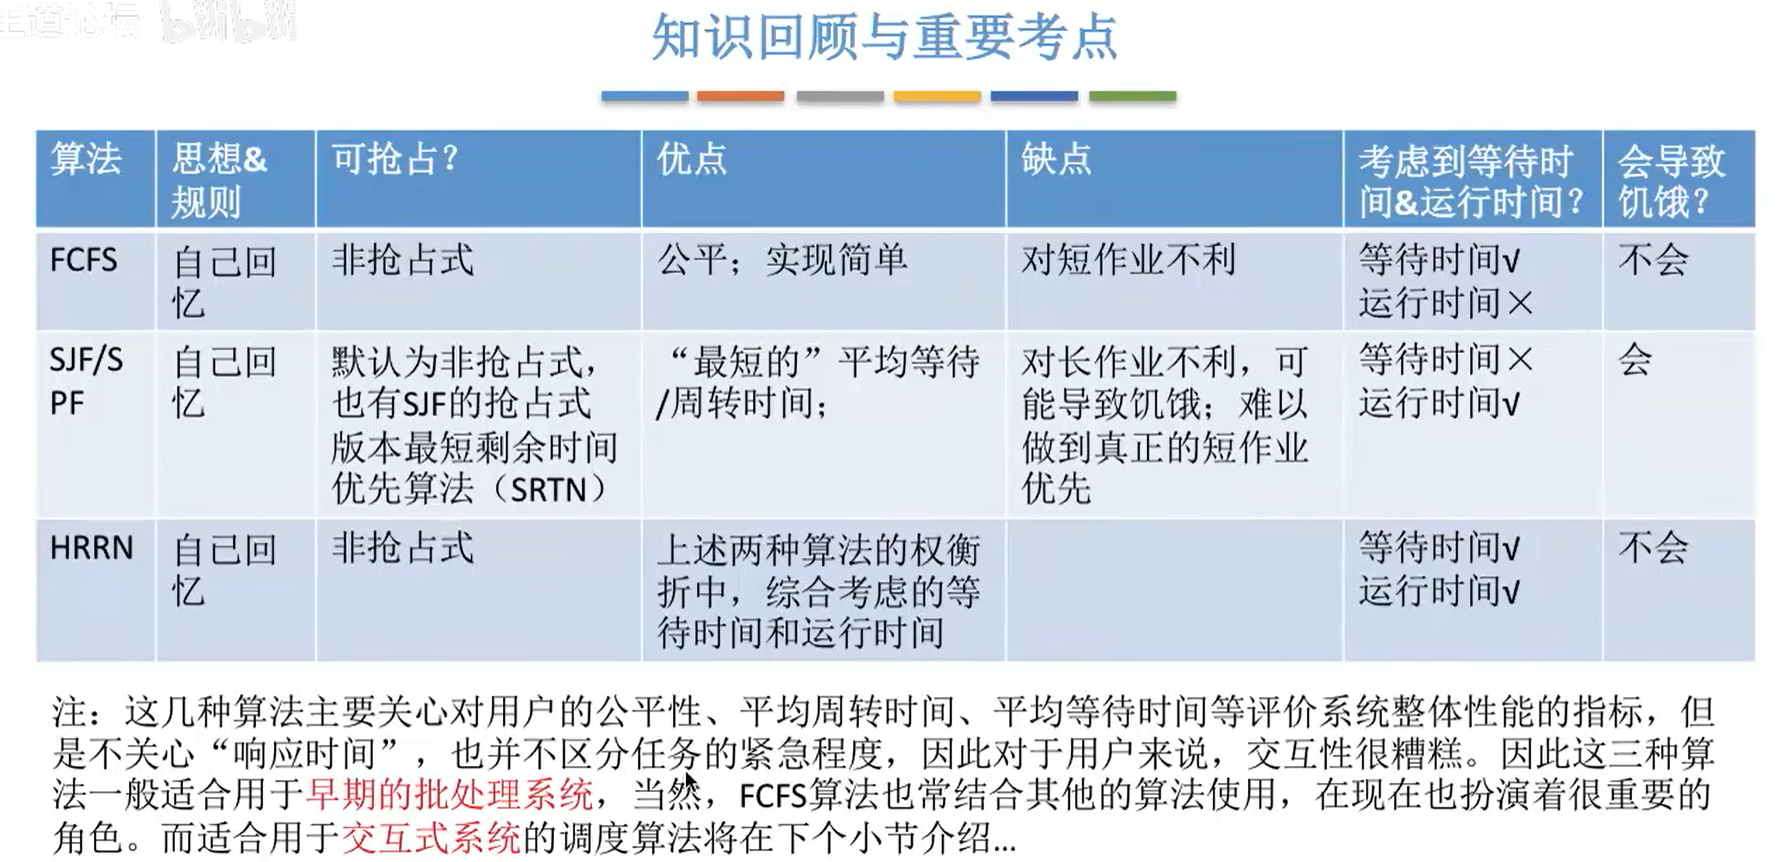 王道论坛 bilibili
知识回顾与重要考点
算法 思想& 可抢占？ 优点 缺点 考虑到等待时 会导致
规则 间&运行时间？ 饥饿？
FCFS 自己回 非抢占式 公平；实现简单 对短作业不利 等待时间√ 不会
忆 运行时间×
SJF/S 自己回 默认为非抢占式， “最短的”平均等待 对长作业不利，可 等待时间× 会
PF 忆 也有SJF的抢占式 /周转时间； 能导致饥饿；难以 运行时间√
版本最短剩余时间 做到真正的短作业
优先算法（SRTN） 优先
HRRN 自己回 非抢占式 上述两种算法的权衡 等待时间√ 不会
忆 折中，综合考虑的等 运行时间√
待时间和运行时间
注：这几种算法主要关心对用户的公平性、平均周转时间、平均等待时间等评价系统整体性能的指标，但
是不关心“响应时间”，也并不区分任务的紧急程度，因此对于用户来说，交互性很糟糕。因此这三种算
法一般适合用于早期的批处理系统，当然，FCFS算法也常结合其他的算法使用，在现在也扮演着很重要的
角色。而适合用于交互式系统的调度算法将在下个小节介绍...